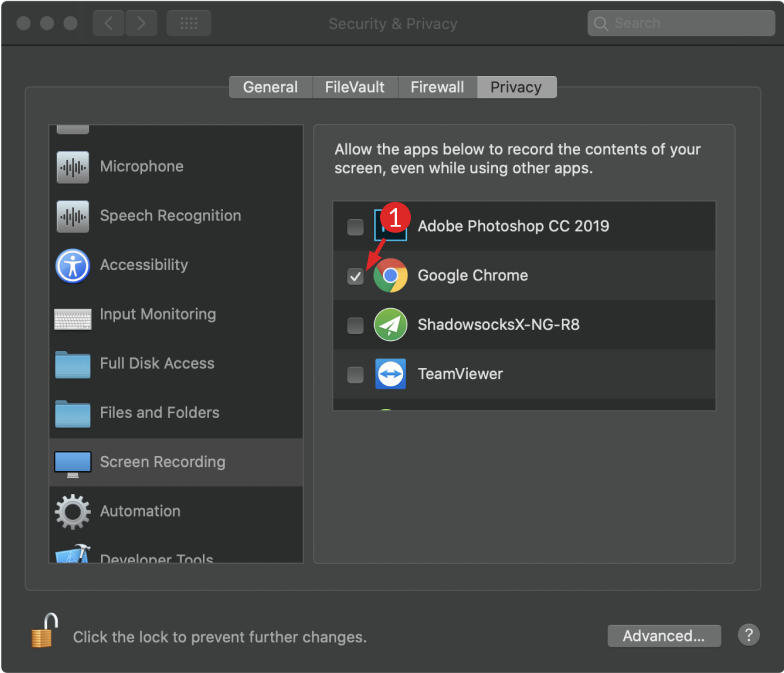 Security & Privacy
Search
General
FileVault
Firewall
Privacy
Microphone
Speech Recognition
Accessibility
Input Monitoring
Full Disk Access
Files and Folders
Screen Recording
Automation
Developer Tools
Allow the apps below to record the contents of your
screen, even while using other apps.
1
Adobe Photoshop CC 2019
Google Chrome
ShadowsocksX-NG-R8
TeamViewer
Click the lock to prevent further changes.
Advanced...
?